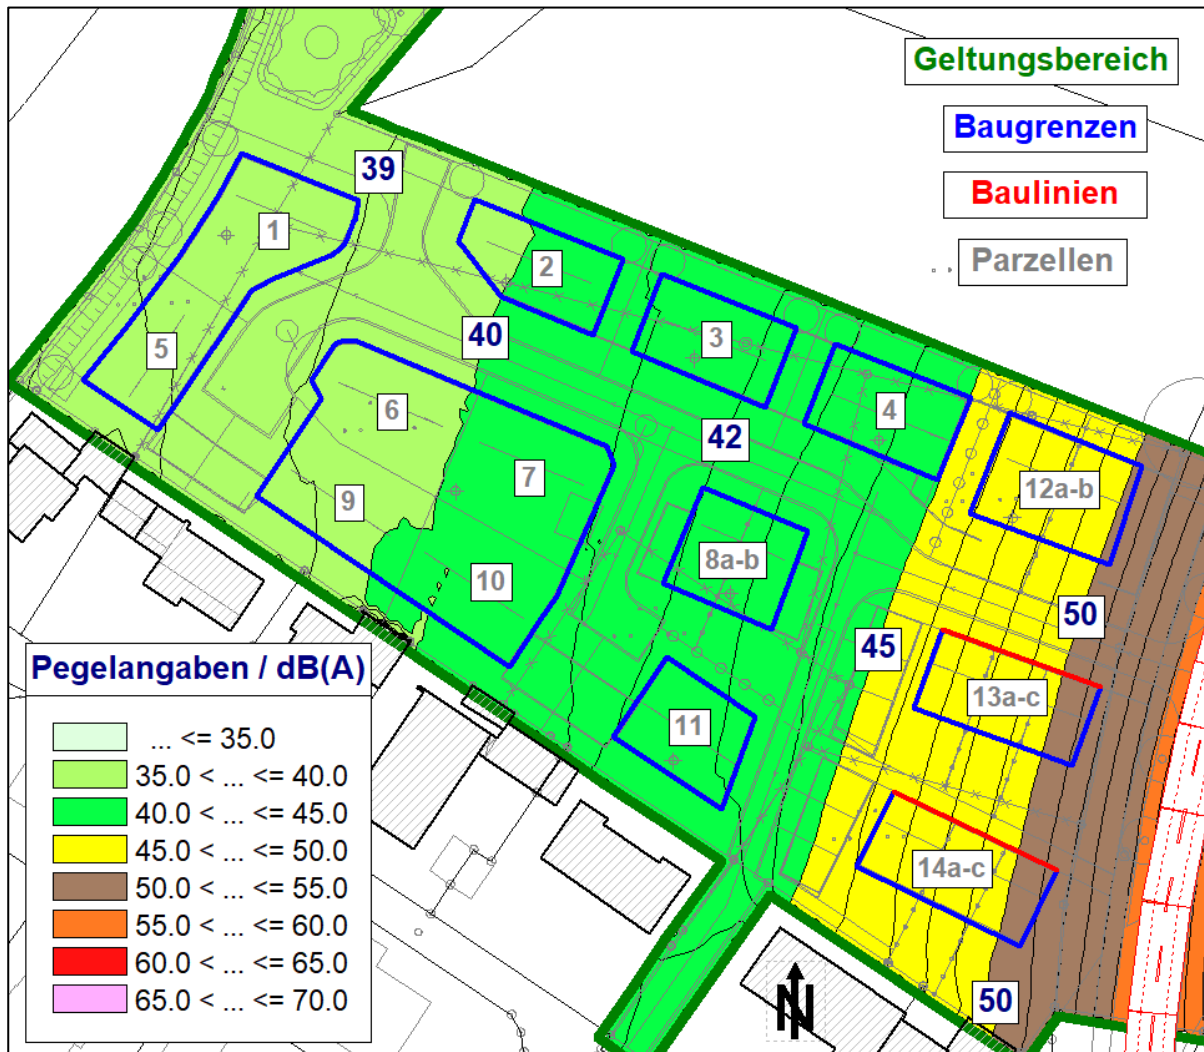 Geltungsbereich
Baugrenzen
Baulinien
Parzellen
39
1
2
3
40
5
4
6
42
7
12a-b
9
8a-b
10
50
45
13a-c
11
14a-c
50
N
Pegelangaben / dB(A)
... <= 35.0
35.0 < ... <= 40.0
40.0 < ... <= 45.0
45.0 < ... <= 50.0
50.0 < ... <= 55.0
55.0 < ... <= 60.0
60.0 < ... <= 65.0
65.0 < ... <= 70.0